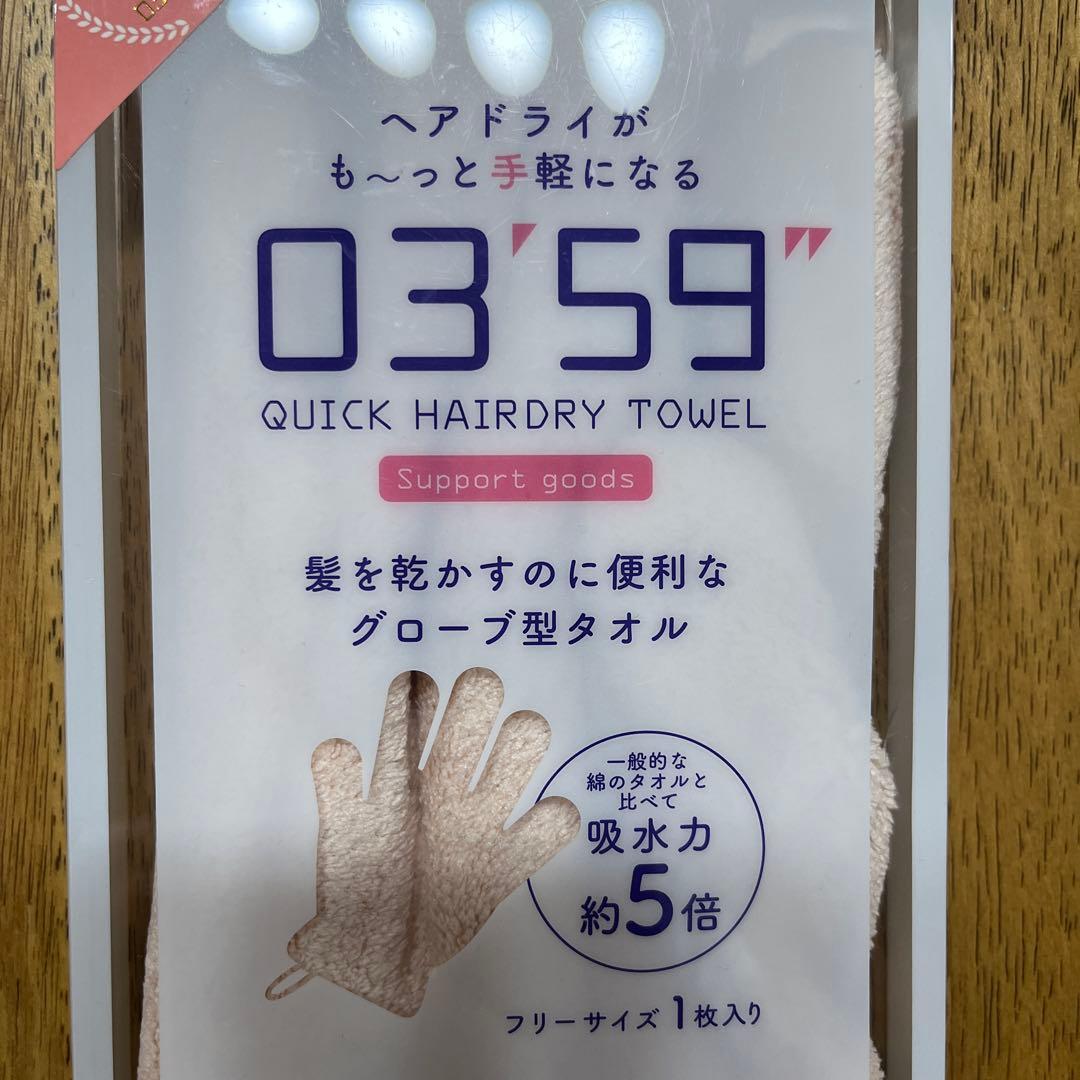 ヘアドライが
も〜っと手軽になる
03′59″
QUICK HAIRDRY TOWEL
Support goods
髪を乾かすのに便利な
グローブ型タオル
一般的な
綿のタオルと
比べて
吸水力
約5倍
フリーサイズ 1枚入り